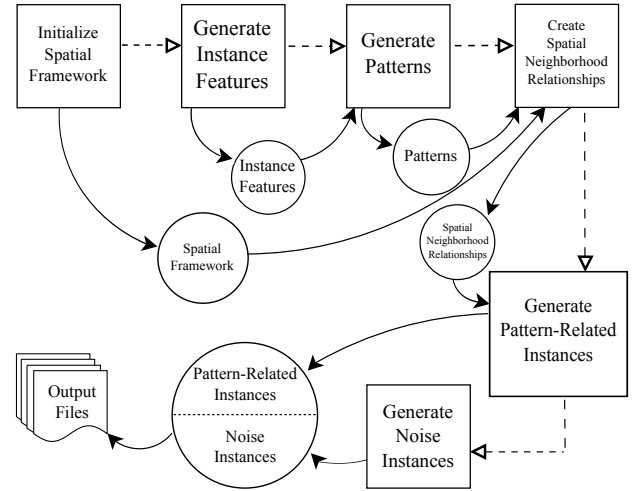 Initialize
Spatial
Framework
Generate
Instance
Features
Generate
Patterns
Create
Spatial
Neighborhood
Relationships
Instance
Features
Patterns
Spatial
Framework
Spatial
Neighborhood
Relationships
Generate
Pattern-Related
Instances
Output
Files
Pattern-Related
Instances
Noise
Instances
Generate
Noise
Instances